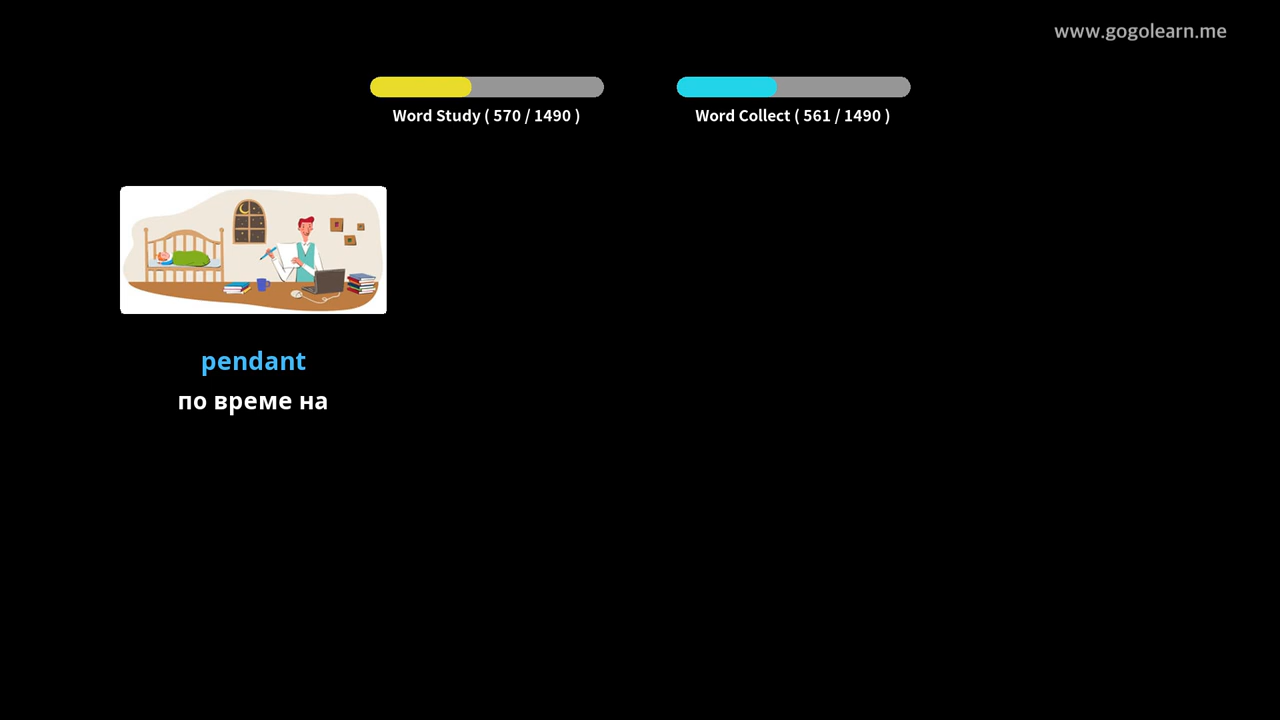 www.gogolearn.me
Word Study ( 570 / 1490 )
Word Collect ( 561 / 1490 )
pendant
по време на